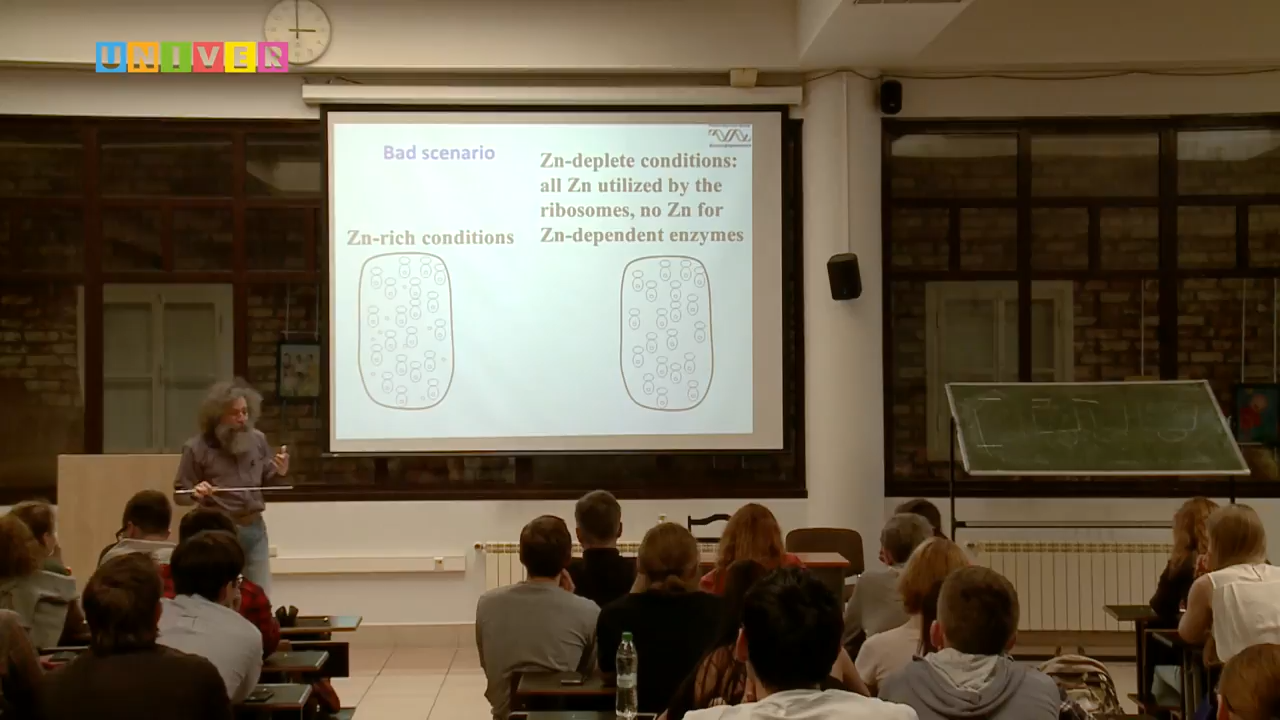 UNIVER
Bad scenario
Zn-deplete conditions:
all Zn utilized by the
ribosomes, no Zn for
Zn-dependent enzymes
Zn-rich conditions